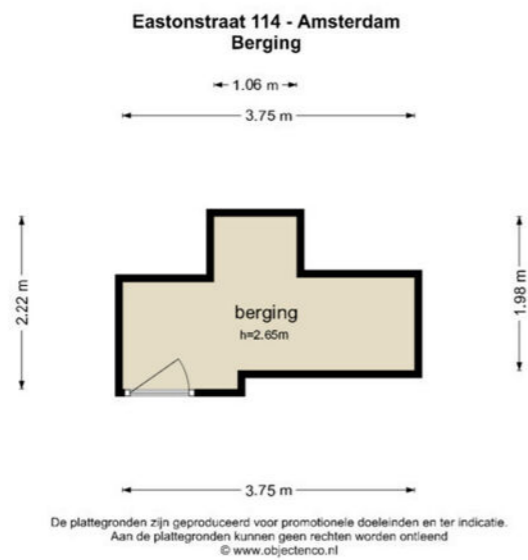 Eastonstraat 114 - Amsterdam
Berging
1.06 m
3.75 m
2.22 m
1.98 m
berging
h=2.65m
3.75 m
De plattegronden zijn geproduceerd voor promotionele doeleinden en ter indicatie.
Aan de plattegronden kunnen geen rechten worden ontleend
© www.objectenco.nl